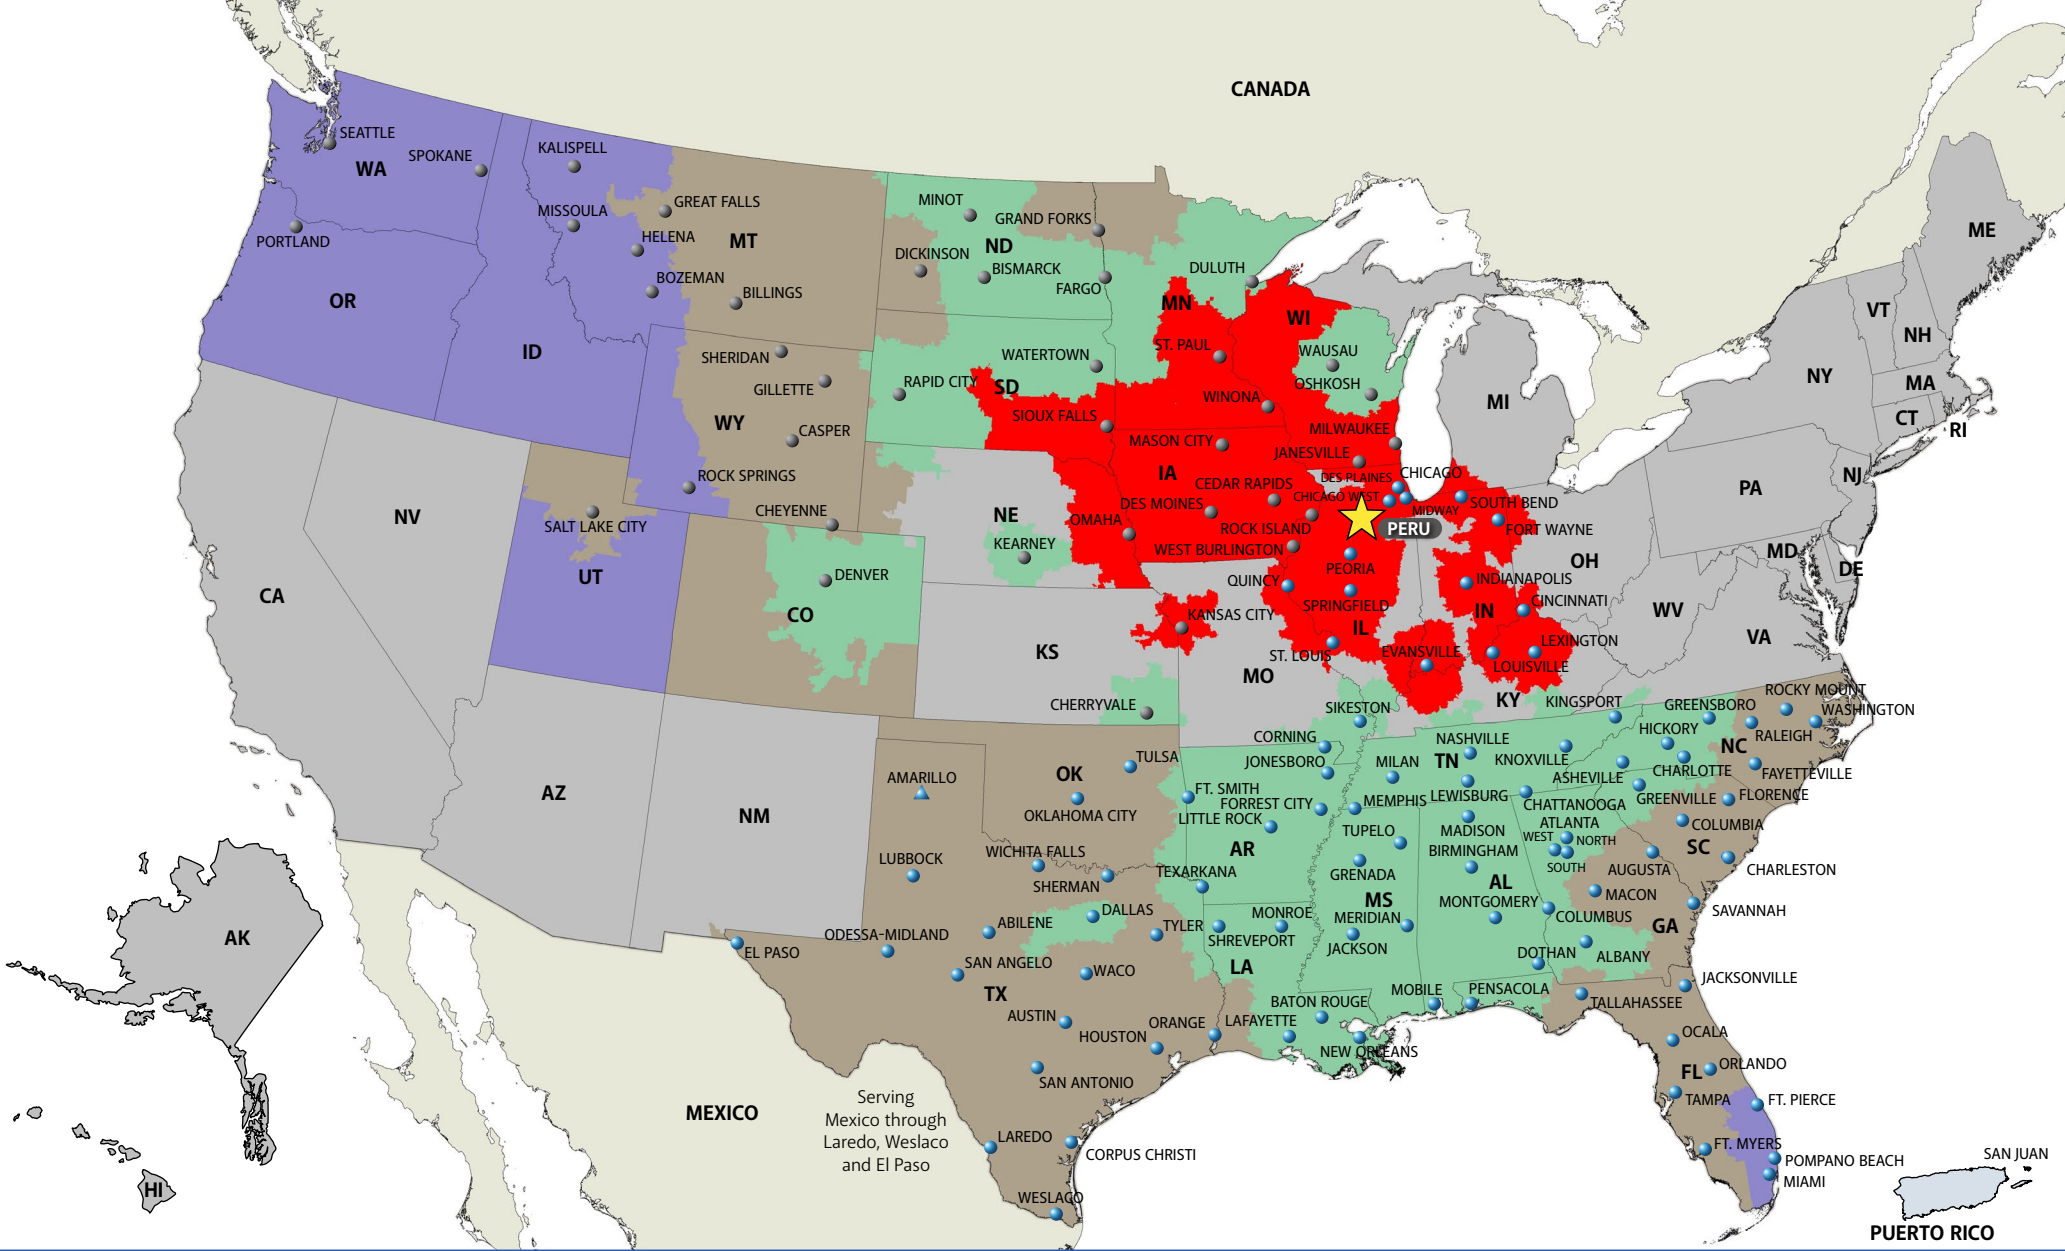 CANADA
SEATTLE
SPOKANE
WA
KALISPELL
PORTLAND
MISSOULA
GREAT FALLS
HELENA
MT
BOZEMAN
BILLINGS
OR
ID
MINOT
GRAND FORKS
ND
DICKINSON
BISMARCK
FARGO
DULUTH
MN
WI
ME
VT
NH
NY
MA
CT
RI
MI
SHERIDAN
GILLETTE
WY
CASPER
ROCK SPRINGS
CHEYENNE
WATERTOWN
RAPID CITY
SD
SIOUX FALLS
ST. PAUL
WAUSAU
OSHKOSH
WINONA
MILWAUKEE
MASON CITY
JANESVILLE
IA
DES PLAINES
CHICAGO
CEDAR RAPIDS
CHICAGO WEST
DES MOINES
MIDWAY
SOUTH BEND
ROCK ISLAND
PERU
FORT WAYNE
OMAHA
NE
KEARNEY
WEST BURLINGTON
PEORIA
QUINCY
SPRINGFIELD
INDIANAPOLIS
OH
CINCINNATI
IN
IL
KANSAS CITY
ST. LOUIS
EVANSVILLE
LEXINGTON
LOUISVILLE
PA
NJ
MD
DE
WV
VA
NV
CA
SALT LAKE CITY
UT
DENVER
CO
KS
MO
KY
CHERRYVALE
SIKESTON
KINGSPORT
GREENSBORO
ROCKY MOUNT
WASHINGTON
HICKORY
RALEIGH
NC
CORNING
NASHVILLE
TN
KNOXVILLE
JONESBORO
MILAN
ASHEVILLE
CHARLOTTE
FAYETTEVILLE
TULSA
OK
AMARILLO
OKLAHOMA CITY
FT. SMITH
FORREST CITY
MEMPHIS
LEWISBURG
CHATTANOOGA
GREENVILLE
FLORENCE
LITTLE ROCK
TUPELO
MADISON
ATLANTA
WEST
NORTH
SOUTH
COLUMBIA
SC
AR
BIRMINGHAM
AZ
NM
LUBBOCK
WICHITA FALLS
SHERMAN
TEXARKANA
GRENADA
AL
AUGUSTA
CHARLESTON
MS
MACON
MONTGOMERY
COLUMBUS
SAVANNAH
GA
DALLAS
ABILENE
TYLER
MONROE
SHREVEPORT
MERIDIAN
JACKSON
DOTHAN
ALBANY
ODESSA-MIDLAND
EL PASO
SAN ANGELO
WACO
LA
TX
JACKSONVILLE
MOBILE
PENSACOLA
TALLAHASSEE
BATON ROUGE
AUSTIN
ORANGE
LAFAYETTE
HOUSTON
NEW ORLEANS
OCALA
ORLANDO
FL
SAN ANTONIO
TAMPA
FT. PIERCE
MEXICO
Serving
Mexico through
Laredo, Weslaco
and El Paso
LAREDO
CORPUS CHRISTI
WESLACO
FT. MYERS
POMPANO BEACH
MIAMI
AK
HI
SAN JUAN
PUERTO RICO